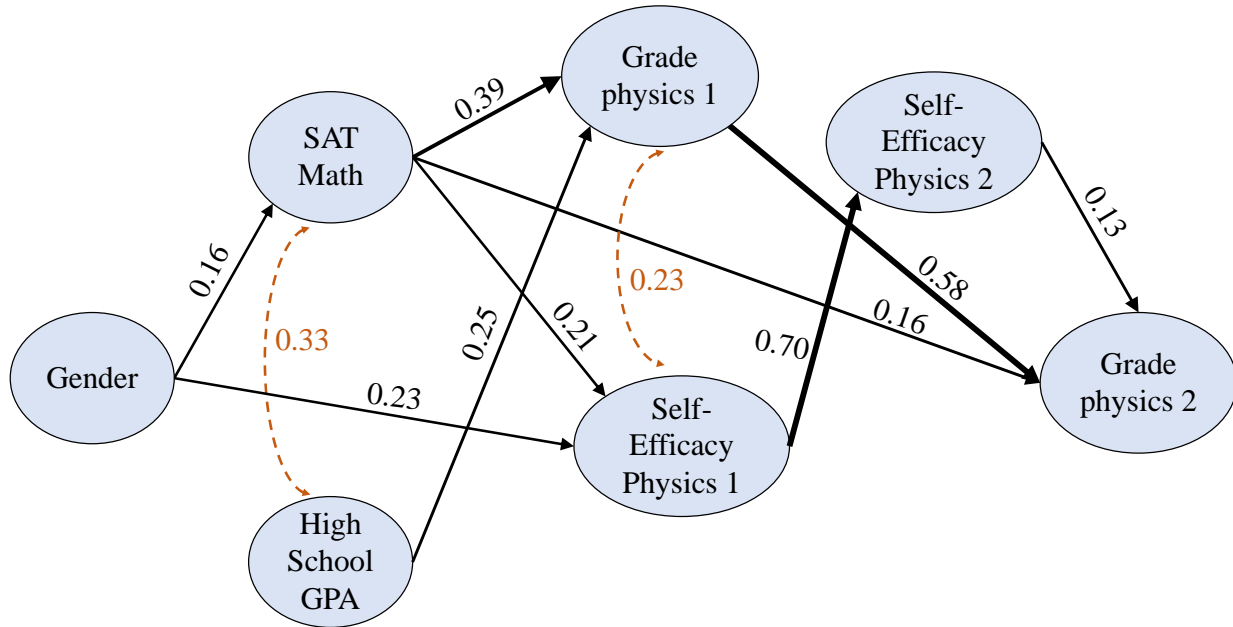 Grade
physics 1
Self-
Efficacy
Physics 2
SAT
Math
0.39
0.13
0.16
0.58
0.23
0.33
0.25
0.21
0.16
0.70
Gender
0.23
Grade
physics 2
Self-
Efficacy
Physics 1
High
School
GPA